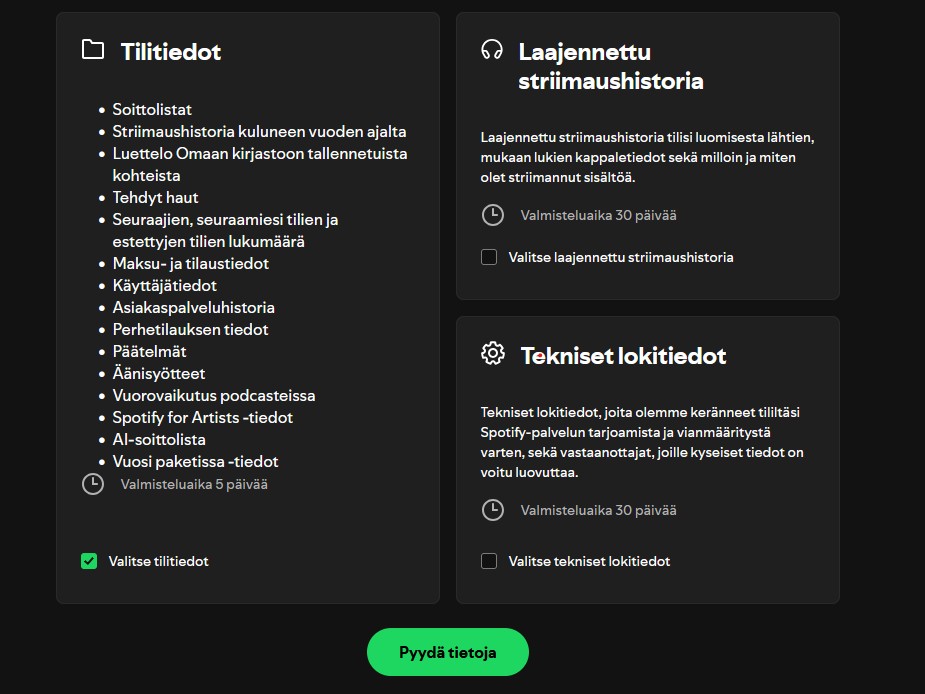 Tilitiedot
• Soittolistat
• Striimaushistoria kuluneen vuoden ajalta
• Luettelo Omaan kirjastoon tallennetuista
kohteista
• Tehdyt haut
• Seuraajien, seuraamiesi tilien ja
estettyjen tilien lukumäärä
• Maksu- ja tilaustiedot
• Käyttäjätiedot
• Asiakaspalveluhistoria
• Perhetilauksen tiedot
• Päätelmät
• Äänisyötteet
• Vuorovaikutus podcasteissa
• Spotify for Artists -tiedot
• AI-soittolista
• Vuosi paketissa -tiedot
Valmisteluaika 5 päivää
Valitse tilitiedot
Laajennettu
striimaushistoria
Laajennettu striimaushistoria tilisi luomisesta lähtien,
mukaan lukien kappaletiedot sekä milloin ja miten
olet striimannut sisältöä.
Valmisteluaika 30 päivää
Valitse laajennettu striimaushistoria
Tekniset lokitiedot
Tekniset lokitiedot, joita olemme keränneet tililtäsi
Spotify-palvelun tarjoamista ja vianmääritystä
varten, sekä vastaanottajat, joille kyseiset tiedot on
voitu luovuttaa.
Valmisteluaika 30 päivää
Valitse tekniset lokitiedot
Pyydä tietoja